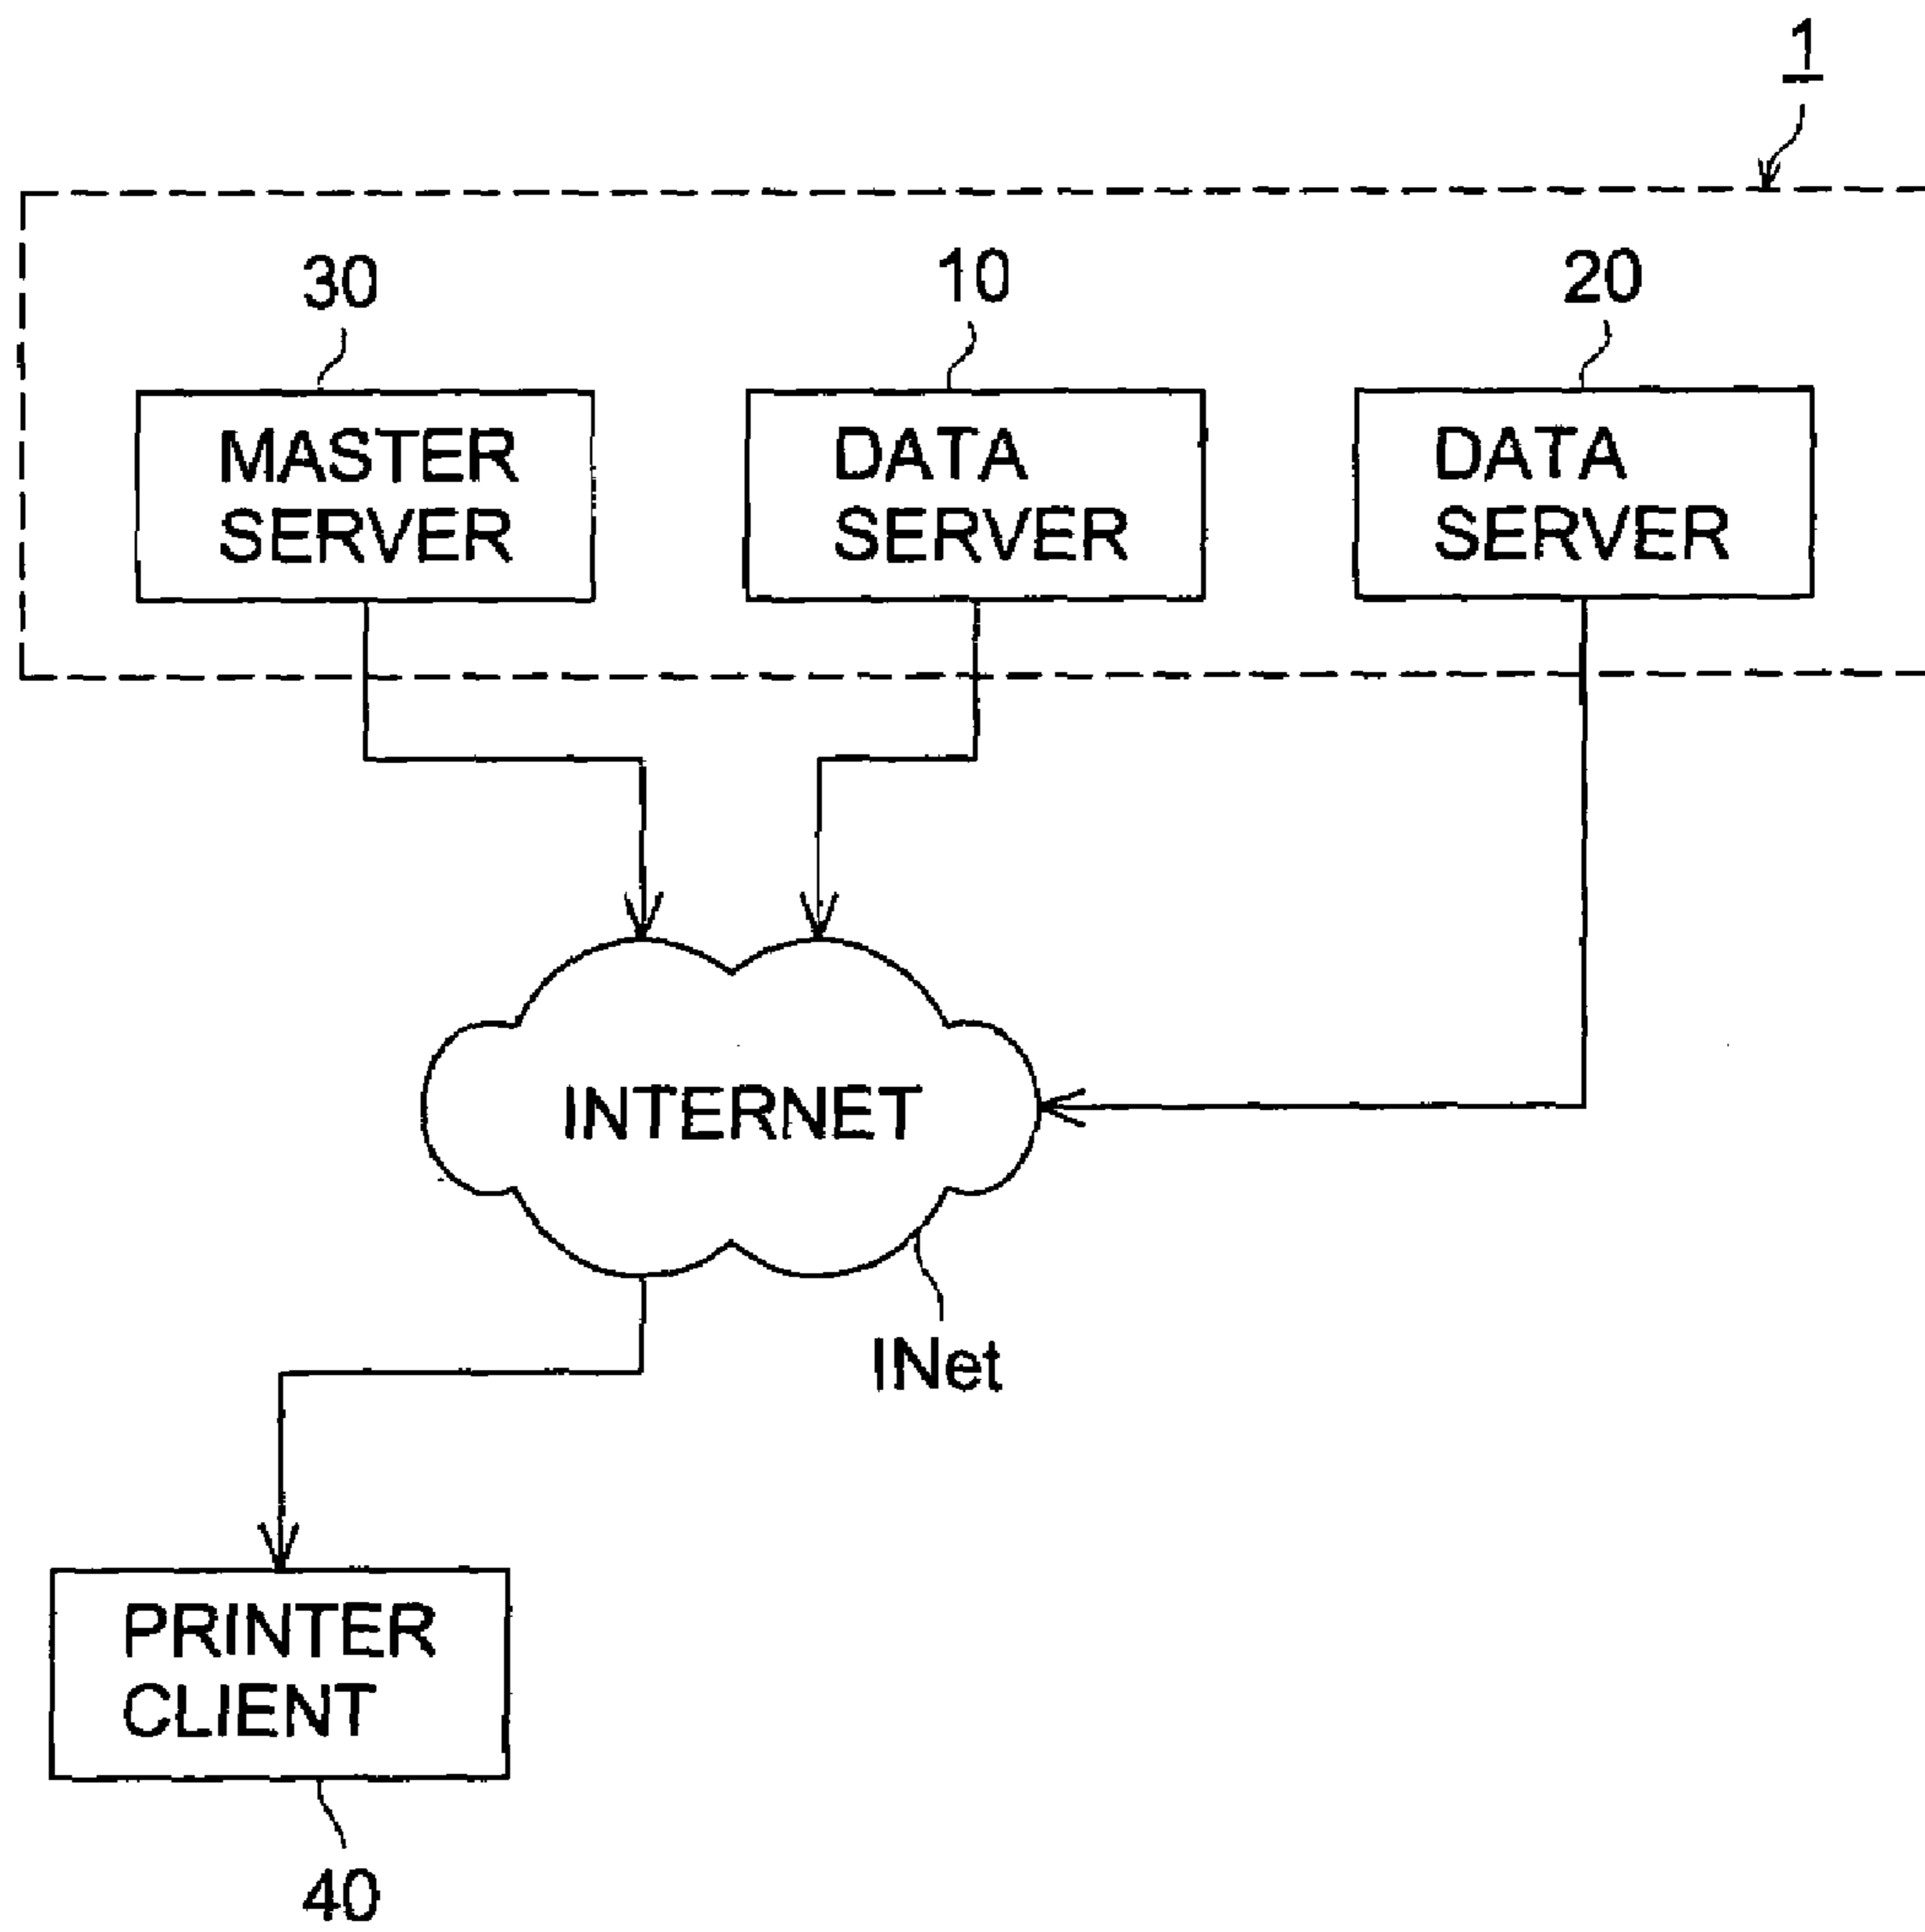 1
30
10
20
MASTER
SERVER
DATA
SERVER
DATA
SERVER
INTERNET
INet
PRINTER
CLIENT
40